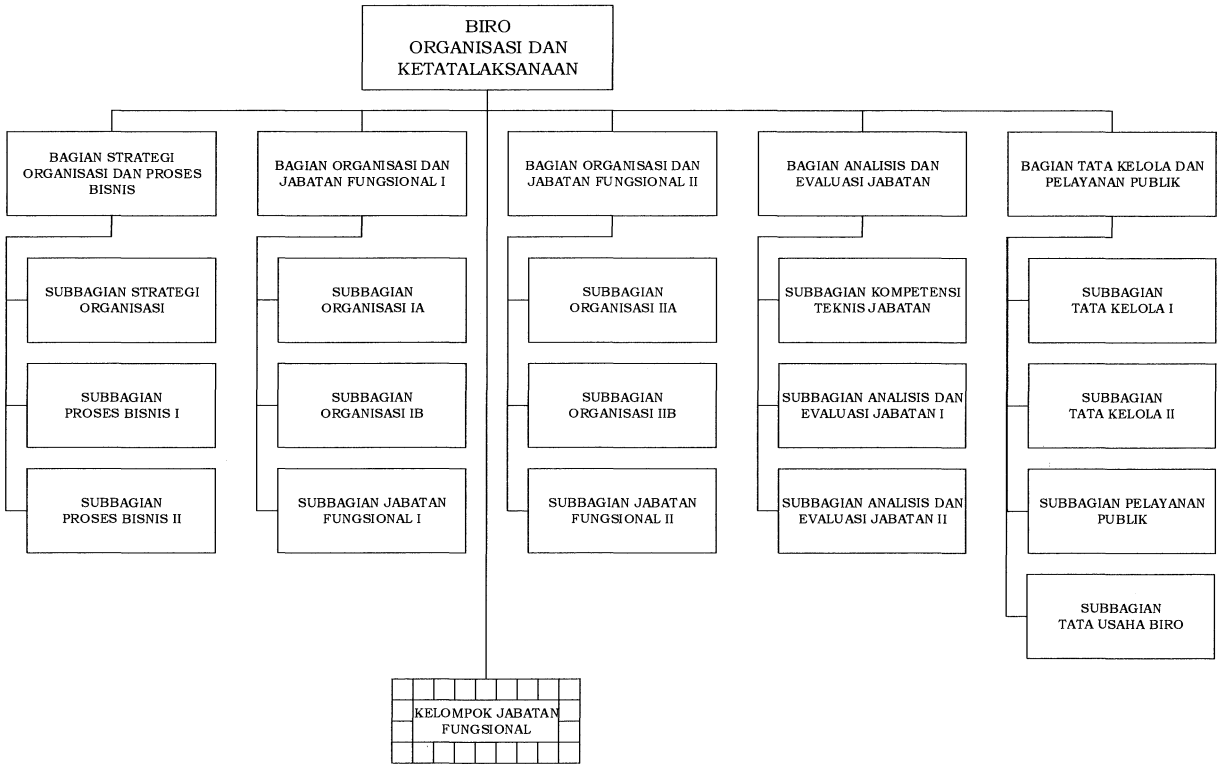 BIRO
ORGANISASI DAN
KETATALAKSANAAN
BAGIAN STRATEGI
ORGANISASI DAN PROSES
BISNIS
BAGIAN ORGANISASI DAN
JABATAN FUNGSIONAL I
BAGIAN ORGANISASI DAN
JABATAN FUNGSIONAL II
BAGIAN ANALISIS DAN
EVALUASI JABATAN
BAGIAN TATA KELOLA DAN
PELAYANAN PUBLIK
SUBBAGIAN STRATEGI
ORGANISASI
SUBBAGIAN
ORGANISASI IA
SUBBAGIAN
ORGANISASI IIA
SUBBAGIAN KOMPETENSI
TEKNIS JABATAN
SUBBAGIAN
TATA KELOLA I
SUBBAGIAN
PROSES BISNIS I
SUBBAGIAN
ORGANISASI IB
SUBBAGIAN
ORGANISASI IIB
SUBBAGIAN ANALISIS DAN
EVALUASI JABATAN I
SUBBAGIAN
TATA KELOLA II
SUBBAGIAN
PROSES BISNIS II
SUBBAGIAN JABATAN
FUNGSIONAL I
SUBBAGIAN JABATAN
FUNGSIONAL II
SUBBAGIAN ANALISIS DAN
EVALUASI JABATAN II
SUBBAGIAN PELAYANAN
PUBLIK
SUBBAGIAN
TATA USAHA BIRO
KELOMPOK JABATAN
FUNGSIONAL